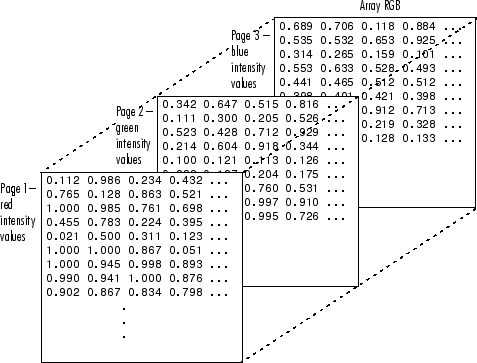 Array RGB
Page 3
blue
intensity
values
0.689 0.706 0.118 0.884 ...
0.535 0.532 0.653 0.925 ...
0.314 0.265 0.159 0.101 ...
0.553 0.633 0.528 0.493 ...
0.441 0.465 0.512 0.512 ...
0.398 0.401 0.421 0.398 ...
0.912 0.713 ...
0.219 0.328 ...
0.128 0.133 ...
Page 2
green
intensity
values
0.342 0.647 0.515 0.816 ...
0.111 0.300 0.205 0.526 ...
0.523 0.428 0.712 0.929 ...
0.214 0.604 0.918 0.344 ...
0.100 0.121 0.113 0.126 ...
0.204 0.175 ...
0.760 0.531 ...
0.997 0.910 ...
0.995 0.726 ...
Page 1
red
intensity
values
0.112 0.986 0.234 0.432 ...
0.765 0.128 0.863 0.521 ...
1.000 0.985 0.761 0.698 ...
0.455 0.783 0.224 0.395 ...
0.021 0.500 0.311 0.123 ...
1.000 1.000 0.867 0.051 ...
1.000 0.945 0.998 0.893 ...
0.990 0.941 1.000 0.876 ...
0.902 0.867 0.834 0.798 ...
.
.
.